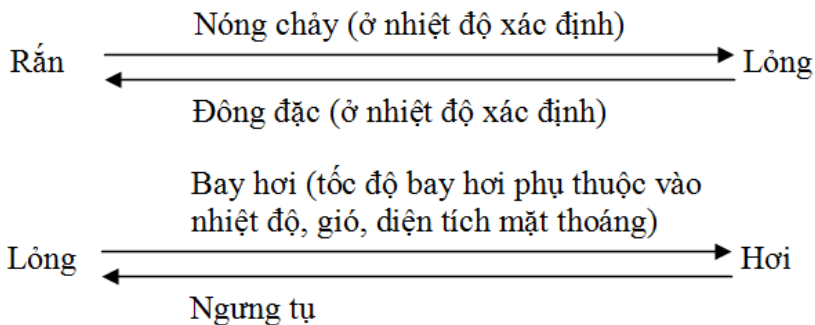 Nóng chảy (ở nhiệt độ xác định)
Rắn
Lỏng
Đông đặc (ở nhiệt độ xác định)
Bay hơi (tốc độ bay hơi phụ thuộc vào
nhiệt độ, gió, diện tích mặt thoáng)
Lỏng
Hơi
Ngưng tụ